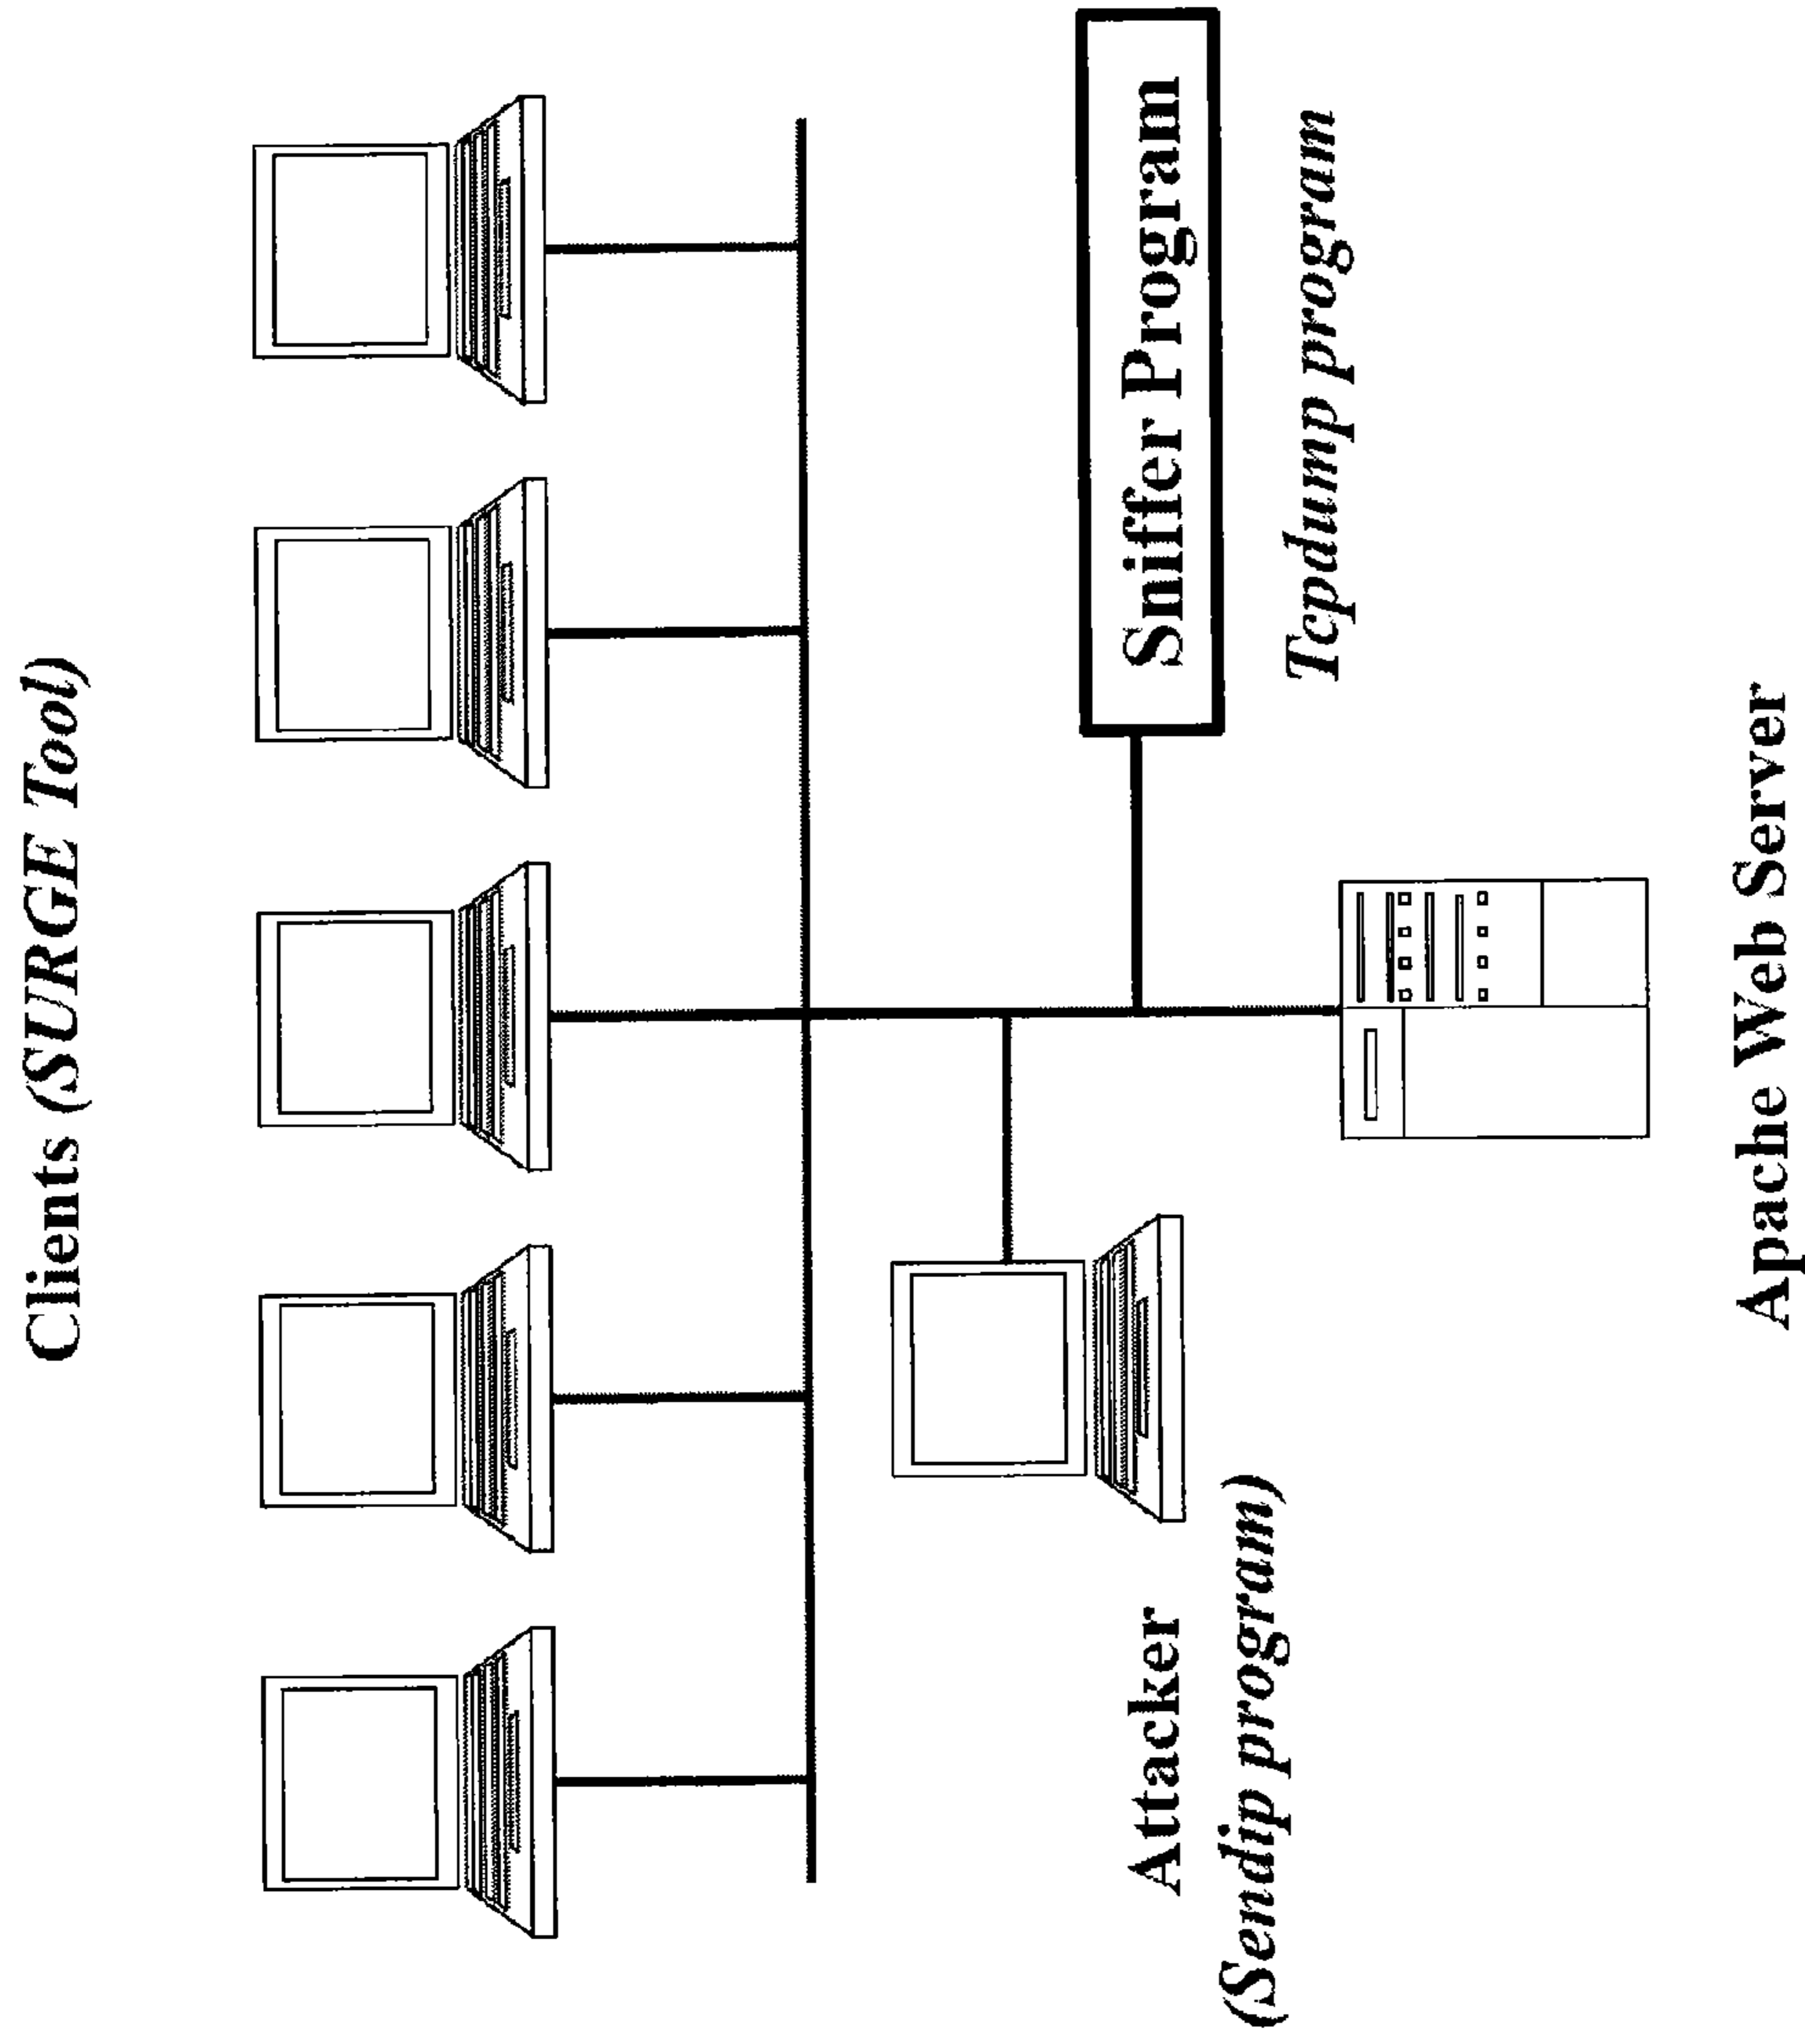 Clients (SURGE Tool)
Sniffer Program
Tcpdump program
Attacker
(Sendip program)
Apache Web Server